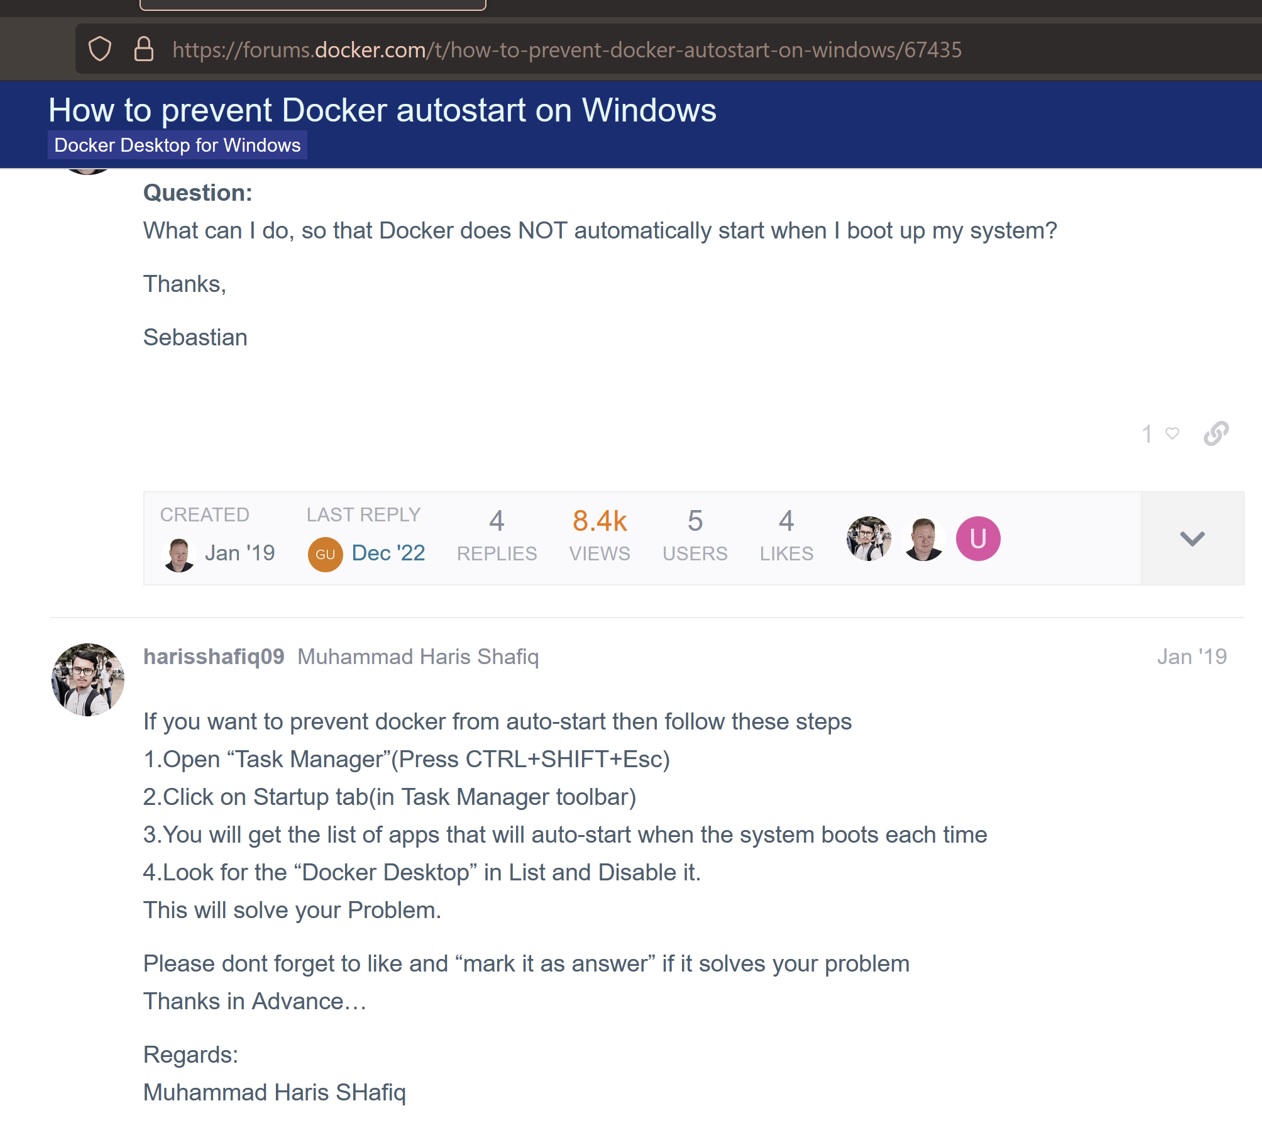 https://forums.docker.com/t/how-to-prevent-docker-autostart-on-windows/67435
How to prevent Docker autostart on Windows
Docker Desktop for Windows
Question:
What can I do, so that Docker does NOT automatically start when I boot up my system?
Thanks,
Sebastian
1
CREATED
Jan '19
LAST REPLY
GU Dec '22
4
REPLIES
8.4k
VIEWS
5
USERS
4
LIKES
U
harisshafiq09 Muhammad Haris Shafiq
Jan '19
If you want to prevent docker from auto-start then follow these steps
1.Open “Task Manager”(Press CTRL+SHIFT+Esc)
2.Click on Startup tab(in Task Manager toolbar)
3.You will get the list of apps that will auto-start when the system boots each time
4.Look for the “Docker Desktop” in List and Disable it.
This will solve your Problem.
Please dont forget to like and “mark it as answer” if it solves your problem
Thanks in Advance…
Regards:
Muhammad Haris SHafiq